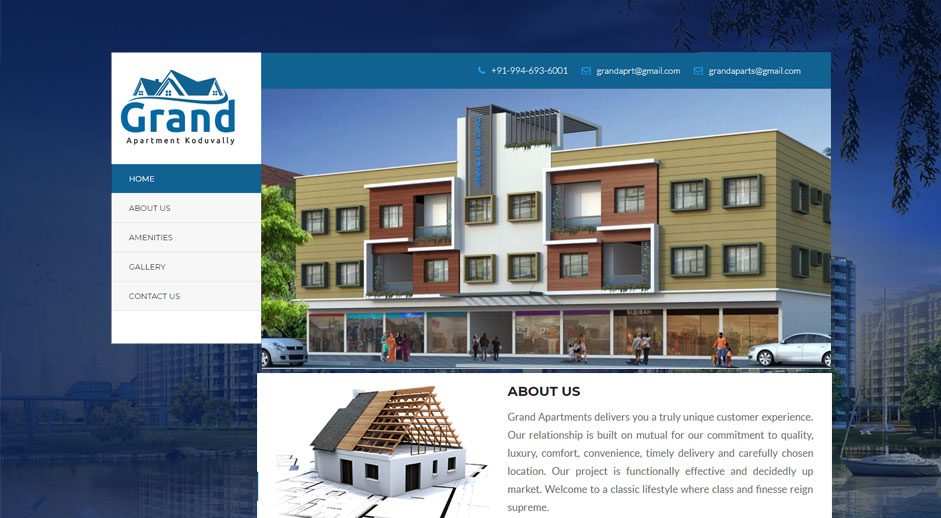 Grand
Apartment Koduvally
+91-994-693-6001 grandaprt@gmail.com grandaparts@gmail.com
HOME
ABOUT US
AMENITIES
GALLERY
CONTACT US
ABOUT US
Grand Apartments delivers you a truly unique customer experience.
Our relationship is built on mutual for our commitment to quality,
luxury, comfort, convenience, timely delivery and carefully chosen
location. Our project is functionally effective and decidedly up
market. Welcome to a classic lifestyle where class and finesse reign
supreme.